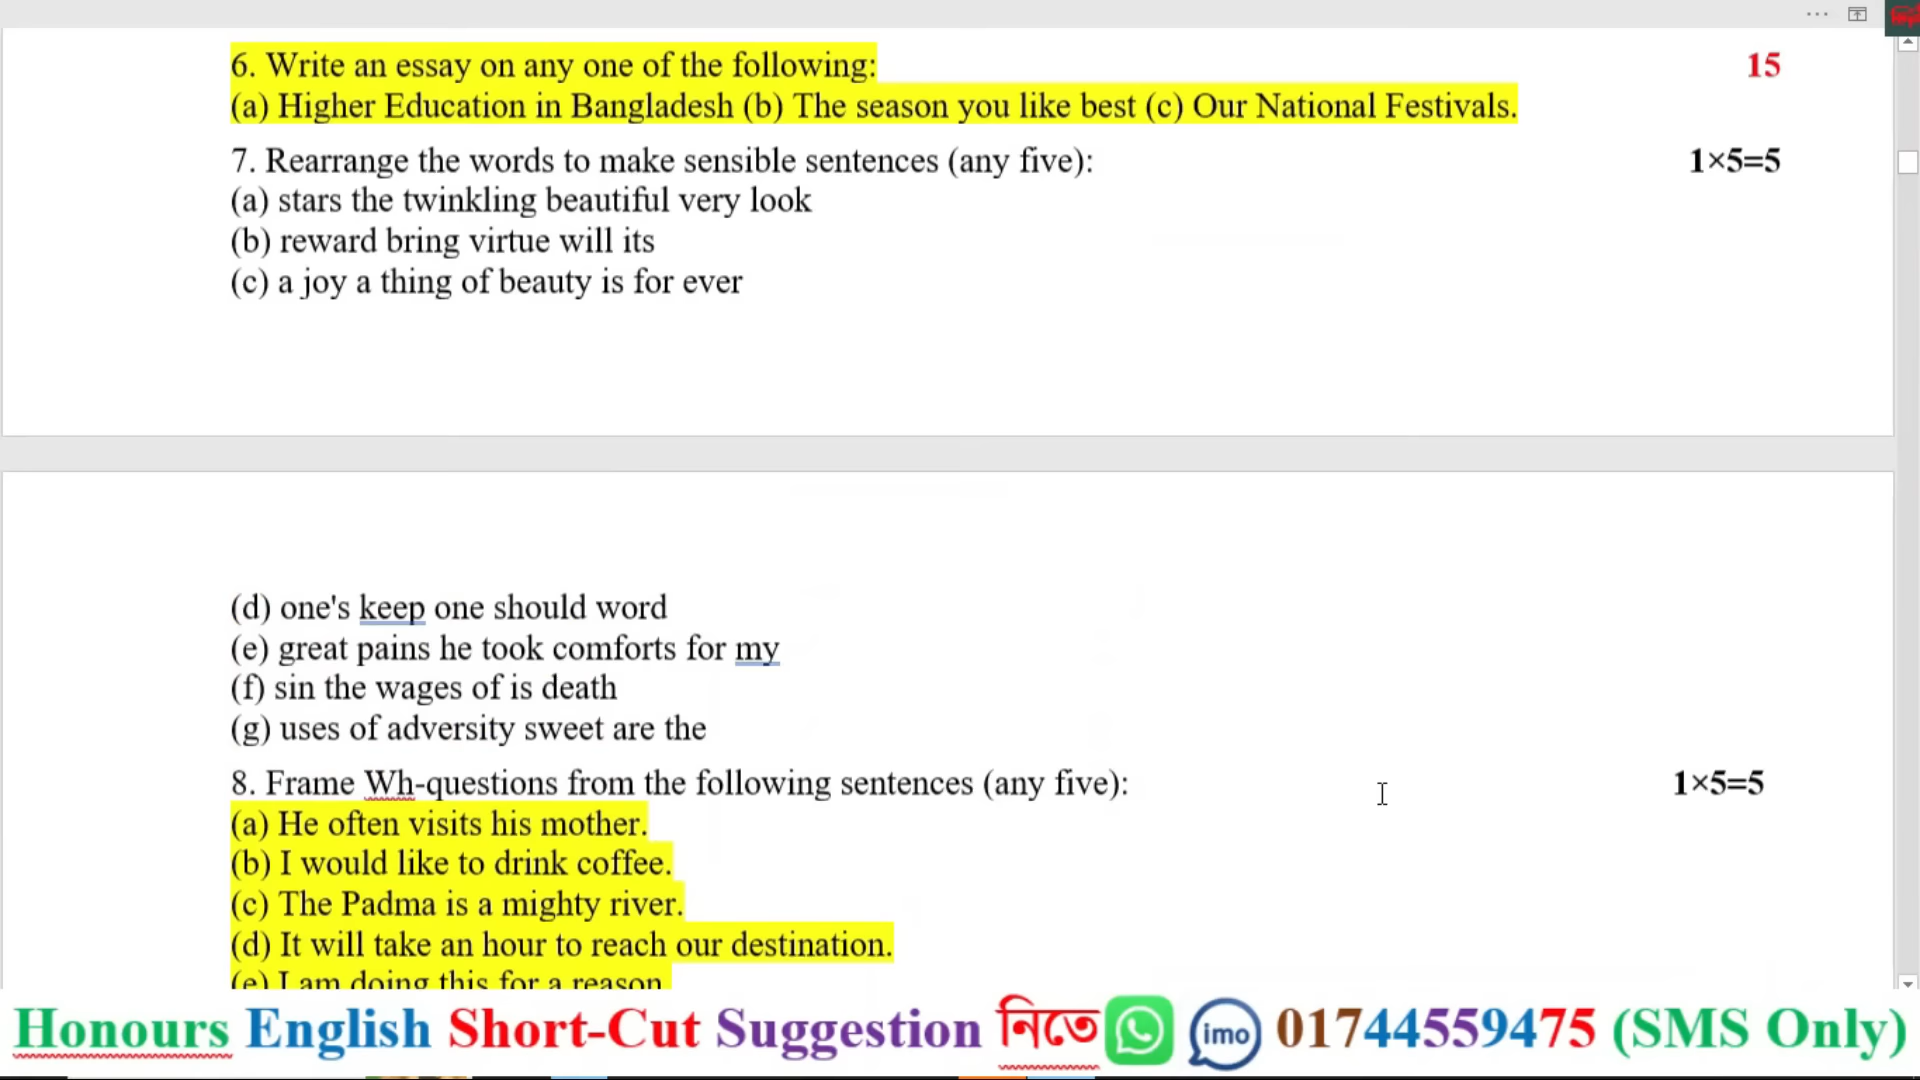 6. Write an essay on any one of the following: 15
(a) Higher Education in Bangladesh (b) The season you like best (c) Our National Festivals.
7. Rearrange the words to make sensible sentences (any five): 1×5=5
(a) stars the twinkling beautiful very look
(b) reward bring virtue will its
(c) a joy a thing of beauty is for ever
(d) one's keep one should word
(e) great pains he took comforts for my
(f) sin the wages of is death
(g) uses of adversity sweet are the
8. Frame Wh-questions from the following sentences (any five): 1×5=5
(a) He often visits his mother.
(b) I would like to drink coffee.
(c) The Padma is a mighty river.
(d) It will take an hour to reach our destination.
(e) I am doing this for a reason
Honours English Short-Cut Suggestion নিতে imo 01744559475 (SMS Only)